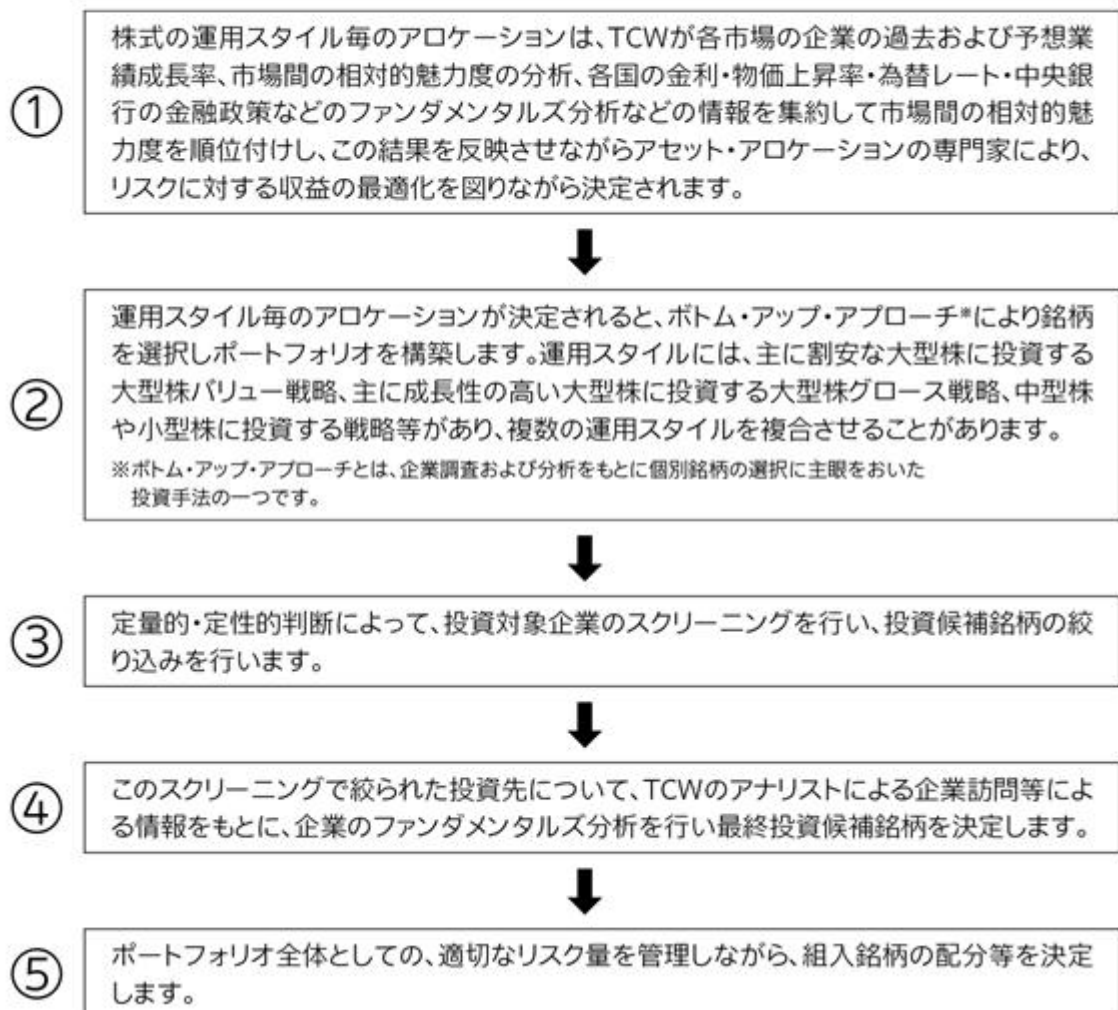 ①
株式の運用スタイル毎のアロケーションは、TCWが各市場の企業の過去および予想業
績成長率、市場間の相対的魅力度の分析、各国の金利・物価上昇率・為替レート・中央銀
行の金融政策などのファンダメンタルズ分析などの情報を集約して市場間の相対的魅
力度を順位付けし、この結果を反映させながらアセット・アロケーションの専門家により、
リスクに対する収益の最適化を図りながら決定されます。
②
運用スタイル毎のアロケーションが決定されると、ボトム・アップ・アプローチ※により銘柄
を選択しポートフォリオを構築します。運用スタイルには、主に割安な大型株に投資する
大型株バリュー戦略、主に成長性の高い大型株に投資する大型株グロース戦略、中型株
や小型株に投資する戦略等があり、複数の運用スタイルを複合させることがあります。
※ボトム・アップ・アプローチとは、企業調査および分析をもとに個別銘柄の選択に主眼をおいた
投資手法の一つです。
③
定量的・定性的判断によって、投資対象企業のスクリーニングを行い、投資候補銘柄の絞
り込みを行います。
④
このスクリーニングで絞られた投資先について、TCWのアナリストによる企業訪問等によ
る情報をもとに、企業のファンダメンタルズ分析を行い最終投資候補銘柄を決定します。
⑤
ポートフォリオ全体としての、適切なリスク量を管理しながら、組入銘柄の配分等を決定
します。